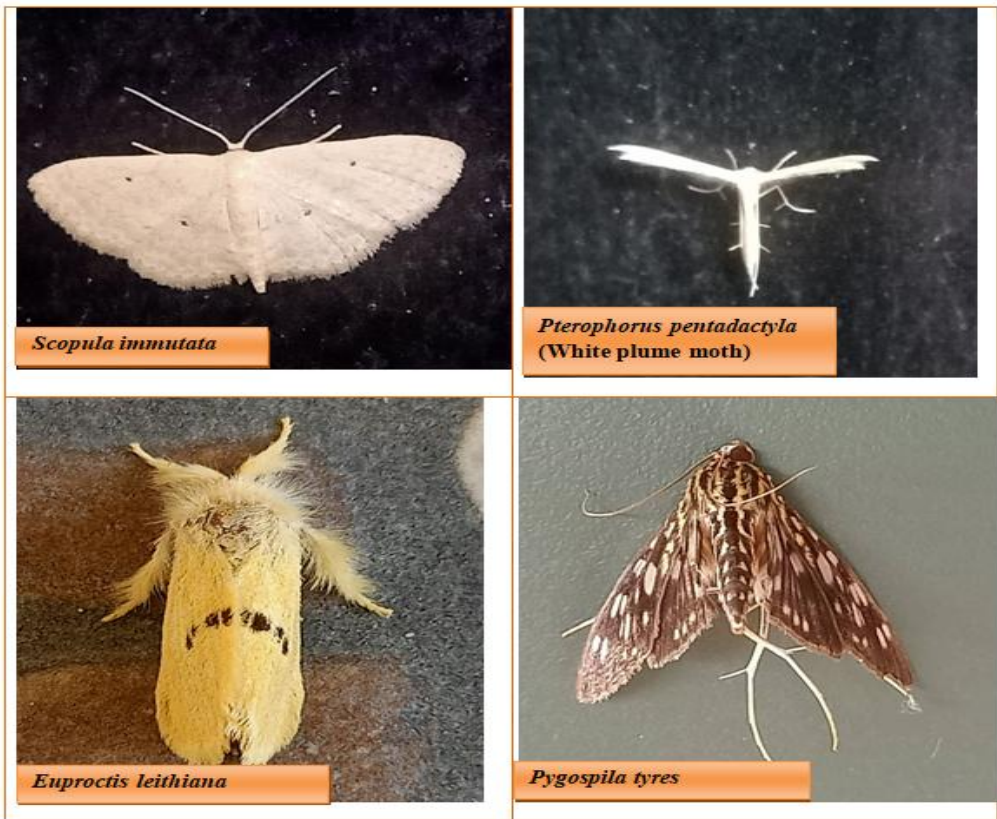 Scopula immutata
Pterophorus pentadactyla
(White plume moth)
Euproctis leithiana
Pygospila tyres